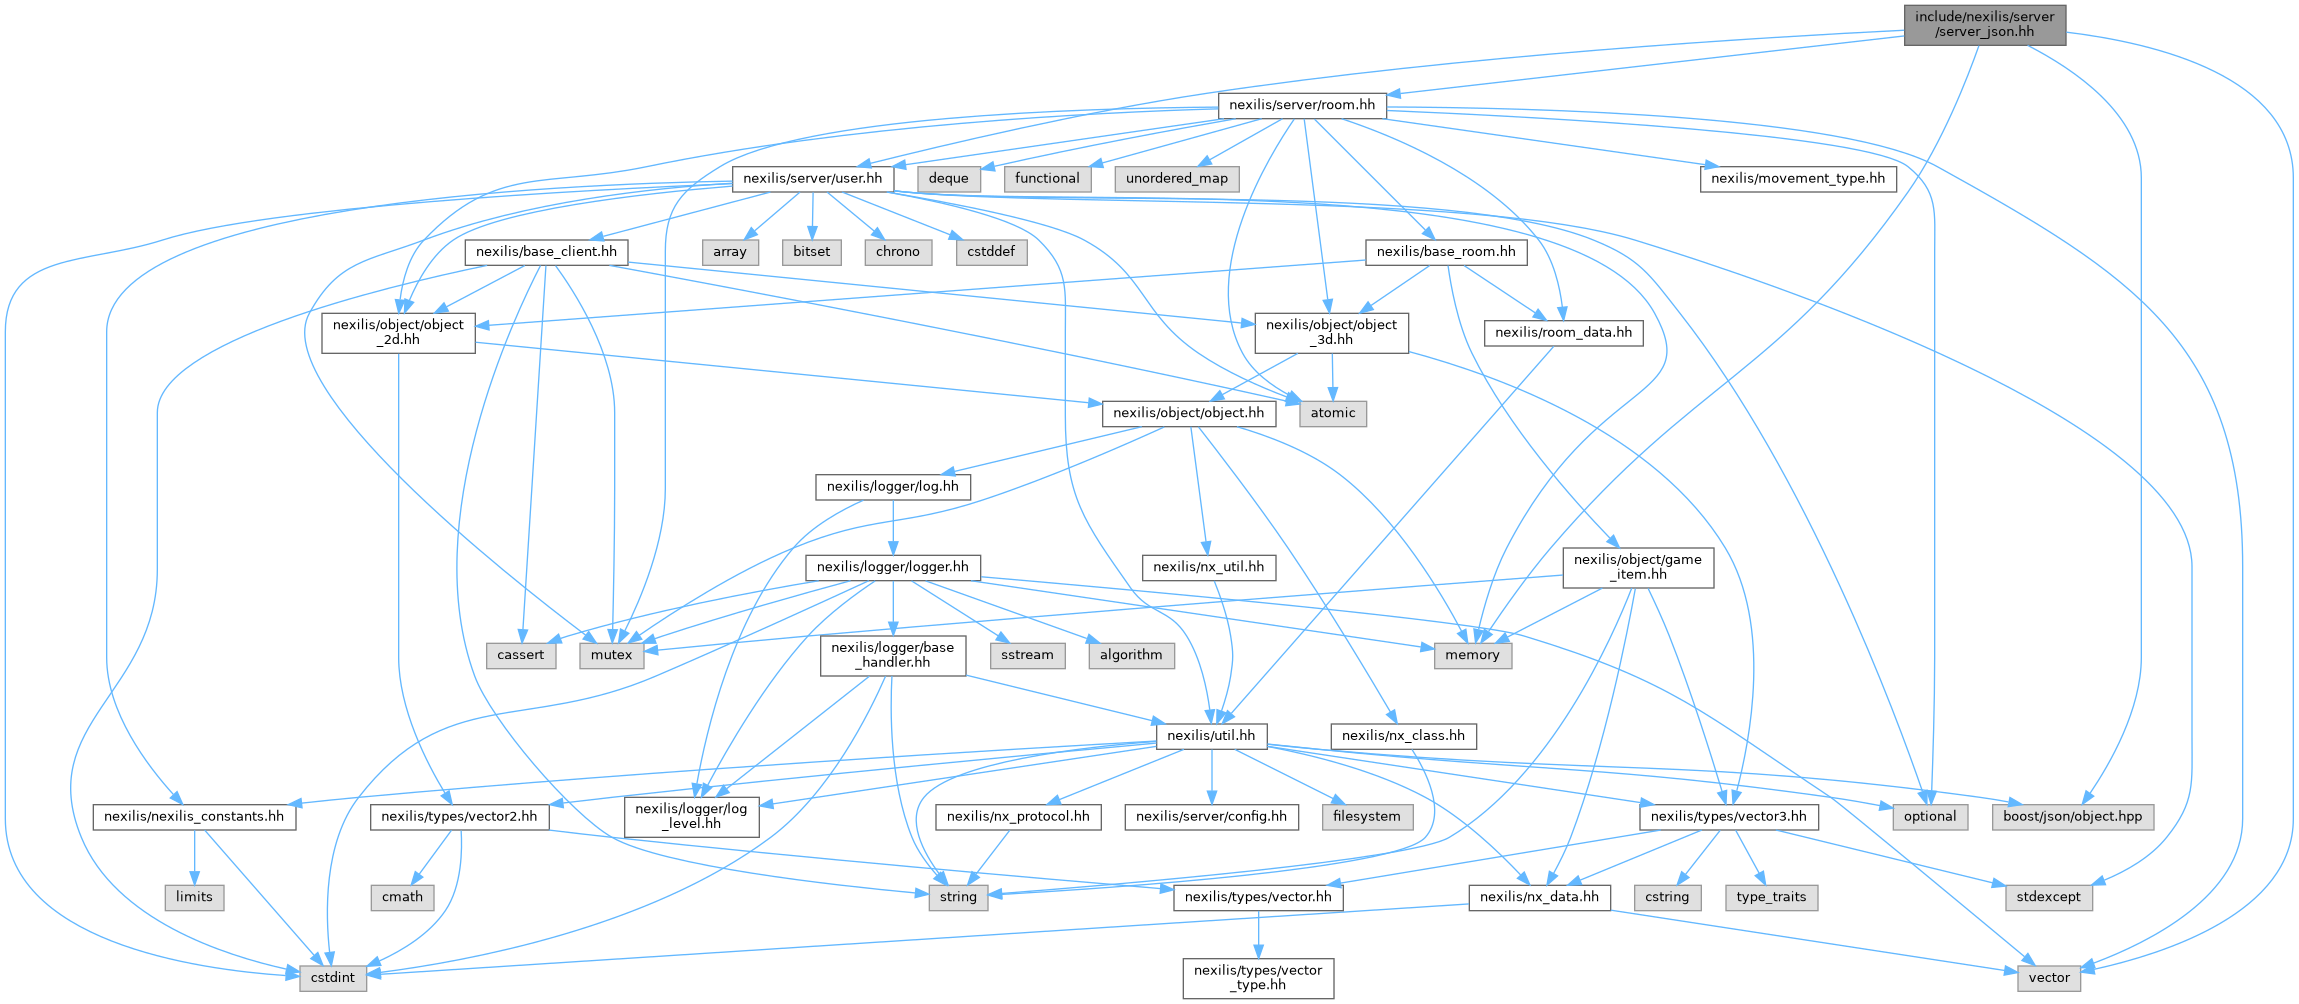 include/nexilis/server
/server_json.hh
nexilis/server/room.hh
nexilis/server/user.hh
deque
functional
unordered_map
nexilis/movement_type.hh
nexilis/base_client.hh
array
bitset
chrono
cstddef
nexilis/base_room.hh
nexilis/object/object
_2d.hh
nexilis/object/object
_3d.hh
nexilis/room_data.hh
nexilis/object/object.hh
atomic
nexilis/logger/log.hh
nexilis/logger/logger.hh
nexilis/nx_util.hh
nexilis/object/game
_item.hh
cassert
mutex
nexilis/logger/base
_handler.hh
sstream
algorithm
memory
nexilis/util.hh
nexilis/nx_class.hh
nexilis/nexilis_constants.hh
nexilis/types/vector2.hh
nexilis/logger/log
_level.hh
nexilis/nx_protocol.hh
nexilis/server/config.hh
filesystem
nexilis/types/vector3.hh
optional
boost/json/object.hpp
limits
cmath
string
nexilis/types/vector.hh
nexilis/nx_data.hh
cstring
type_traits
stdexcept
cstdint
nexilis/types/vector
_type.hh
vector